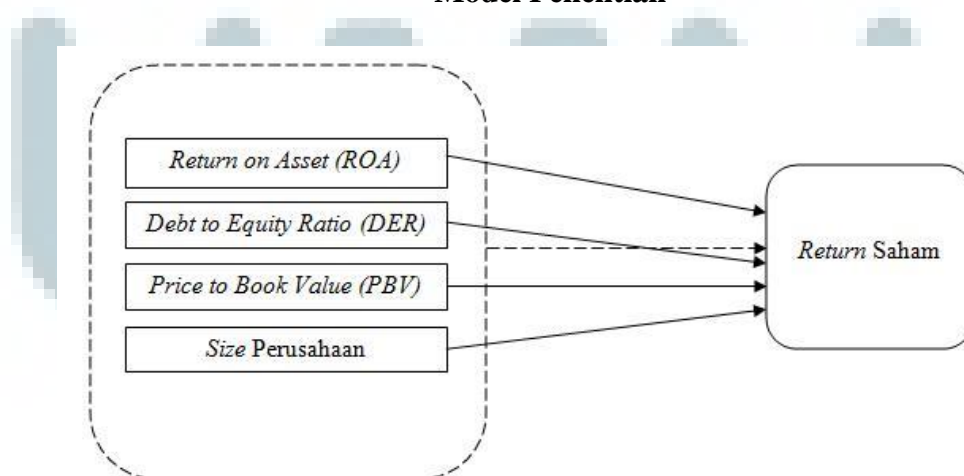 Model Penelitian
Return on Asset (ROA)
Debt to Equity Ratio (DER)
Price to Book Value (PBV)
Size Perusahaan
Return Saham